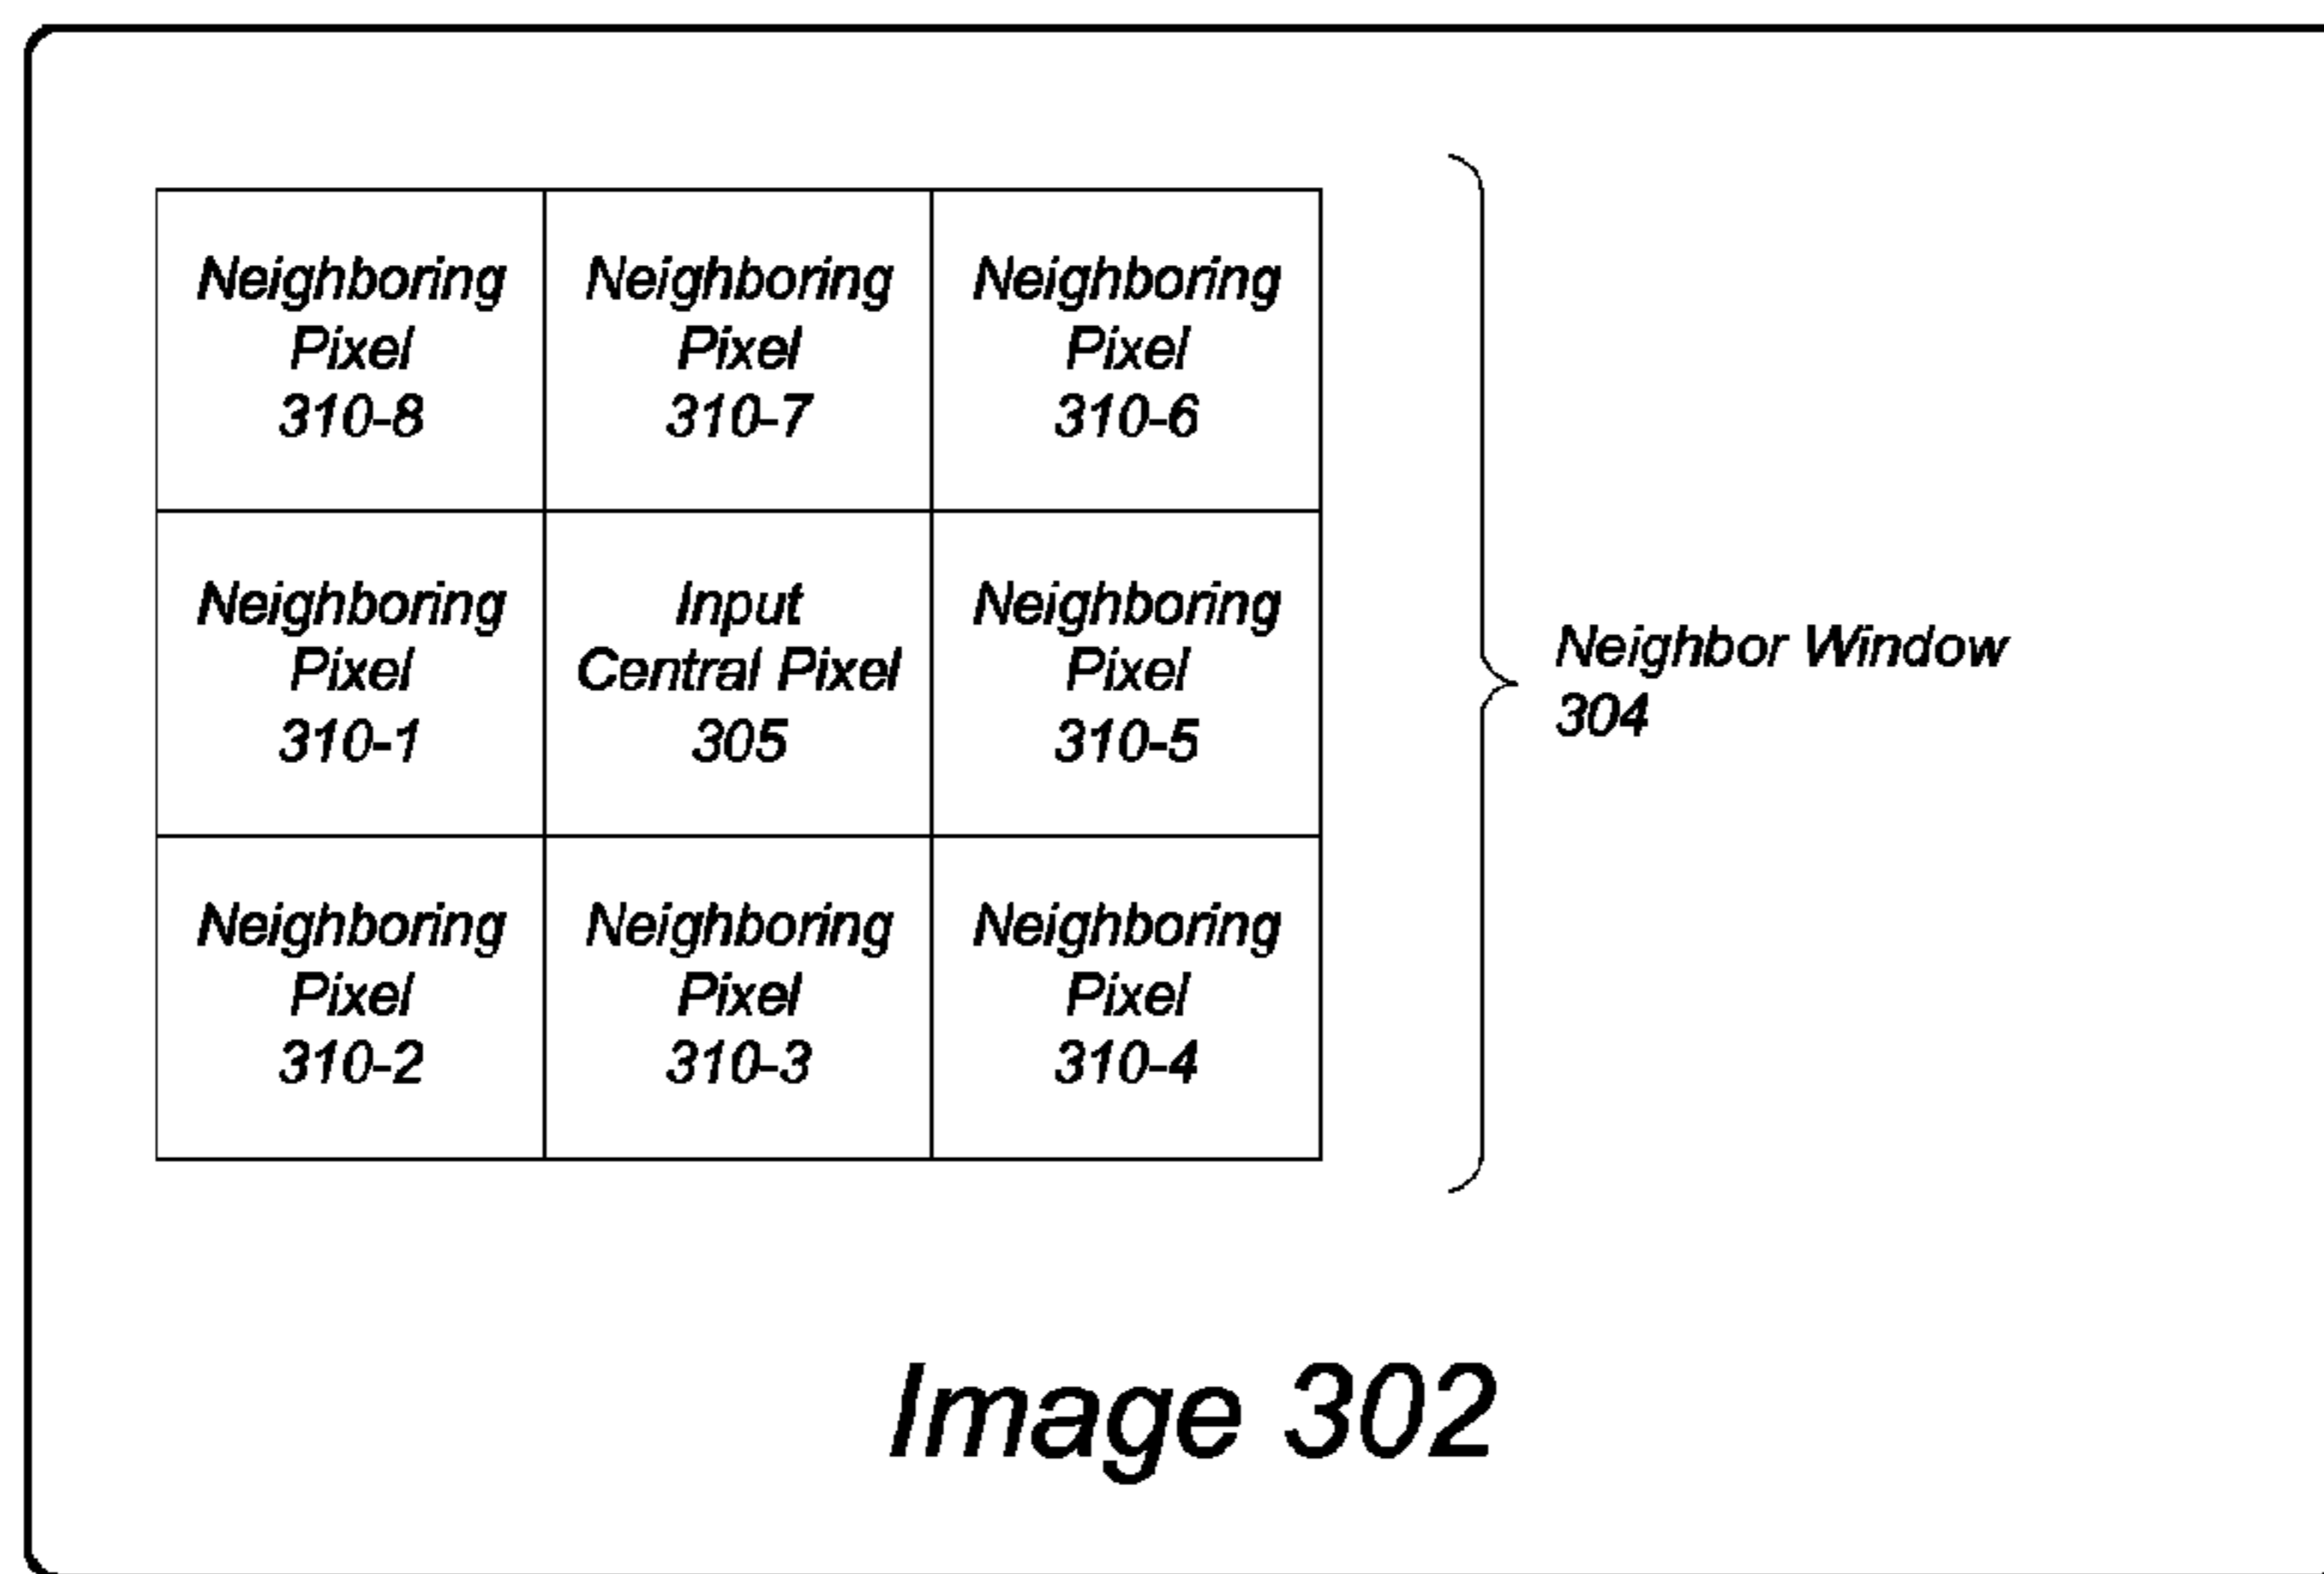 Neighboring
Pixel
310-8
Neighboring
Pixel
310-7
Neighboring
Pixel
310-6
Neighboring
Pixel
310-1
Input
Central Pixel
305
Neighboring
Pixel
310-5
Neighboring
Pixel
310-2
Neighboring
Pixel
310-3
Neighboring
Pixel
310-4
Neighbor Window
304
Image 302